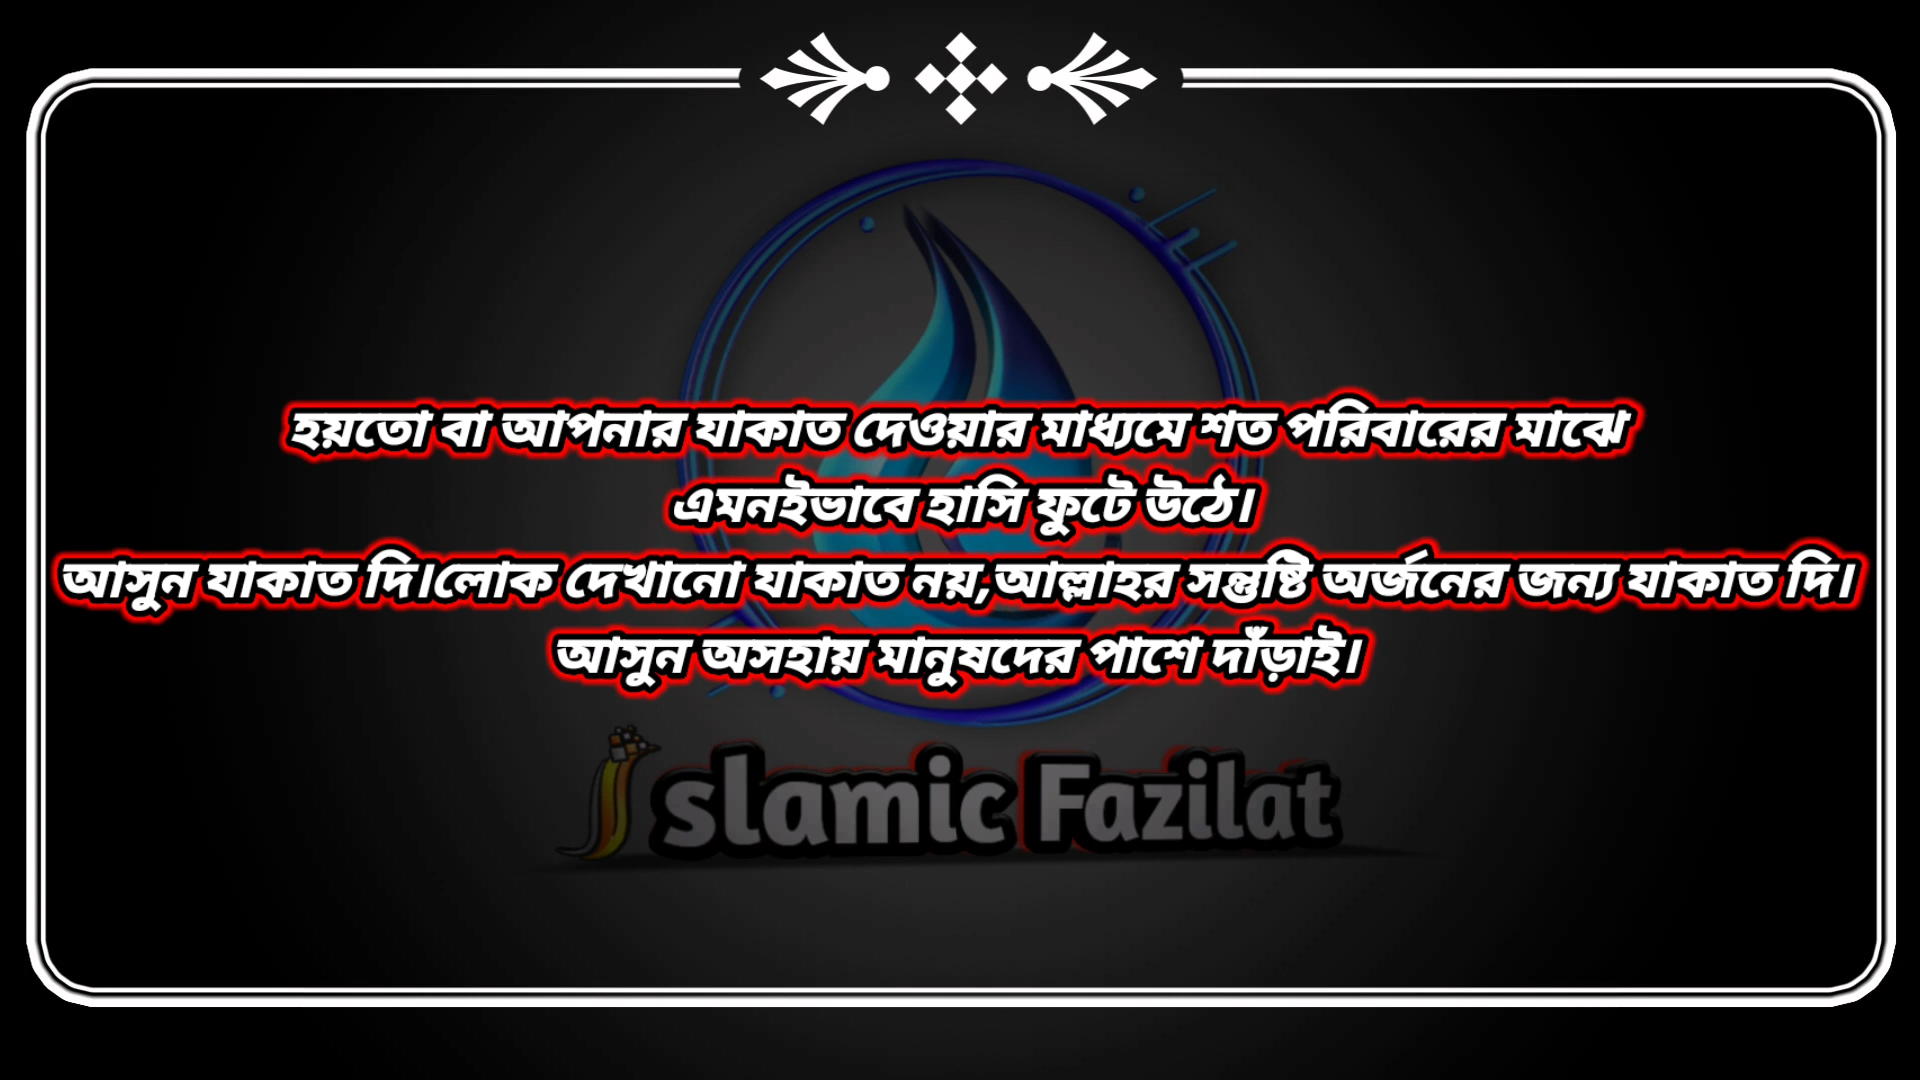 হয়তো বা আপনার যাকাত দেওয়ার মাধ্যমে শত পরিবারের মাঝে
এমনইভাবে হাসি ফুটে উঠে।
আসুন যাকাত দি।লোক দেখানো যাকাত নয়,আল্লাহর সন্তুষ্টি অর্জনের জন্য যাকাত দি।
আসুন অসহায় মানুষদের পাশে দাঁড়াই।
Islamic Fazilat